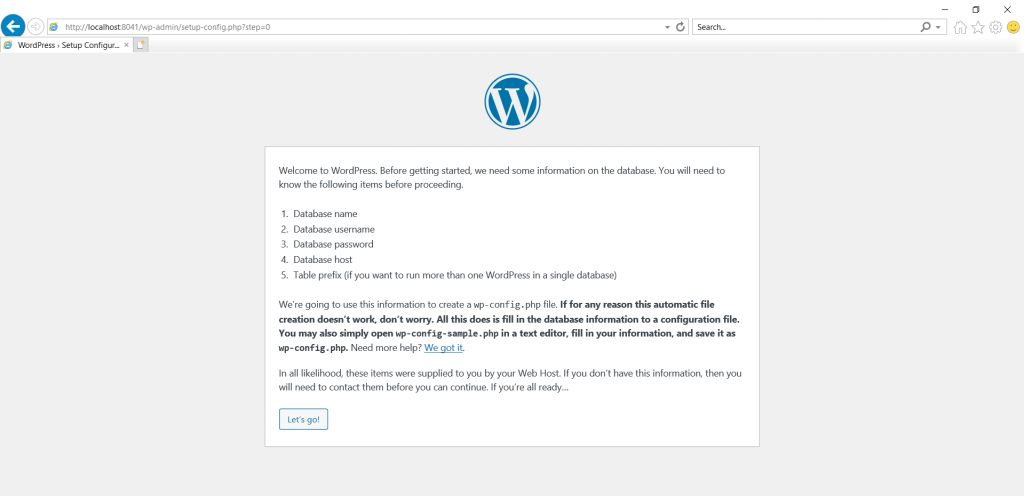 http://localhost:8041/wp-admin/setup-config.php?step=0
Search...
WordPress › Setup Configur...
Welcome to WordPress. Before getting started, we need some information on the database. You will need to
know the following items before proceeding.
1. Database name
2. Database username
3. Database password
4. Database host
5. Table prefix (if you want to run more than one WordPress in a single database)
We're going to use this information to create a wp-config.php file. If for any reason this automatic file
creation doesn't work, don't worry. All this does is fill in the database information to a configuration file.
You may also simply open wp-config-sample.php in a text editor, fill in your information, and save it as
wp-config.php. Need more help? We got it.
In all likelihood, these items were supplied to you by your Web Host. If you don't have this information, then you
will need to contact them before you can continue. If you're all ready...
Let's go!